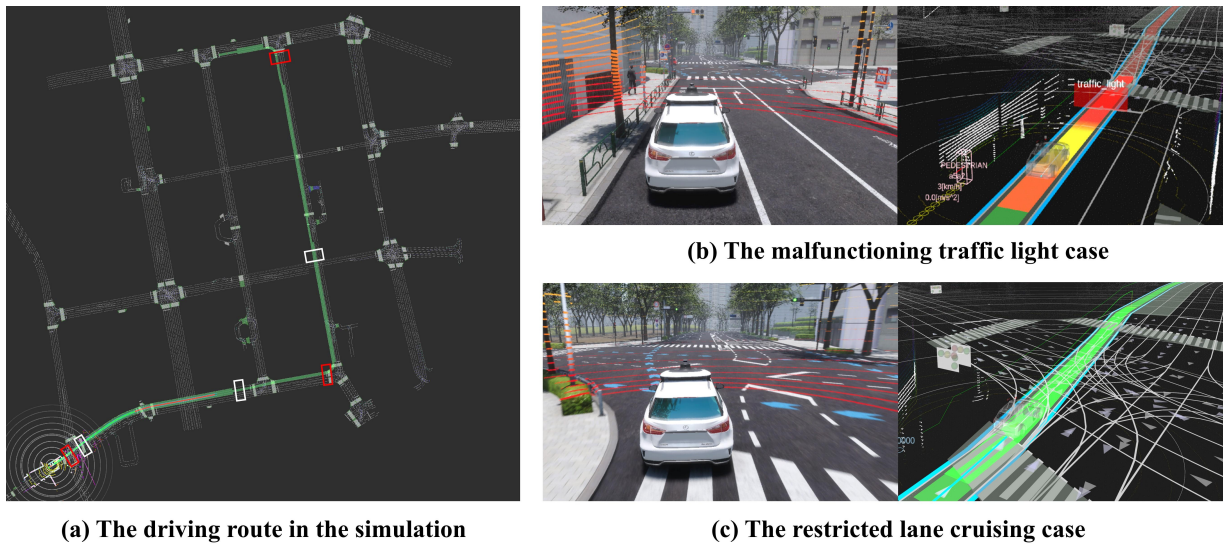 traffic_light
PEDESTRIAN
3[km/h]
0.0[m/s^2]
(b) The malfunctioning traffic light case
(a) The driving route in the simulation
(c) The restricted lane cruising case